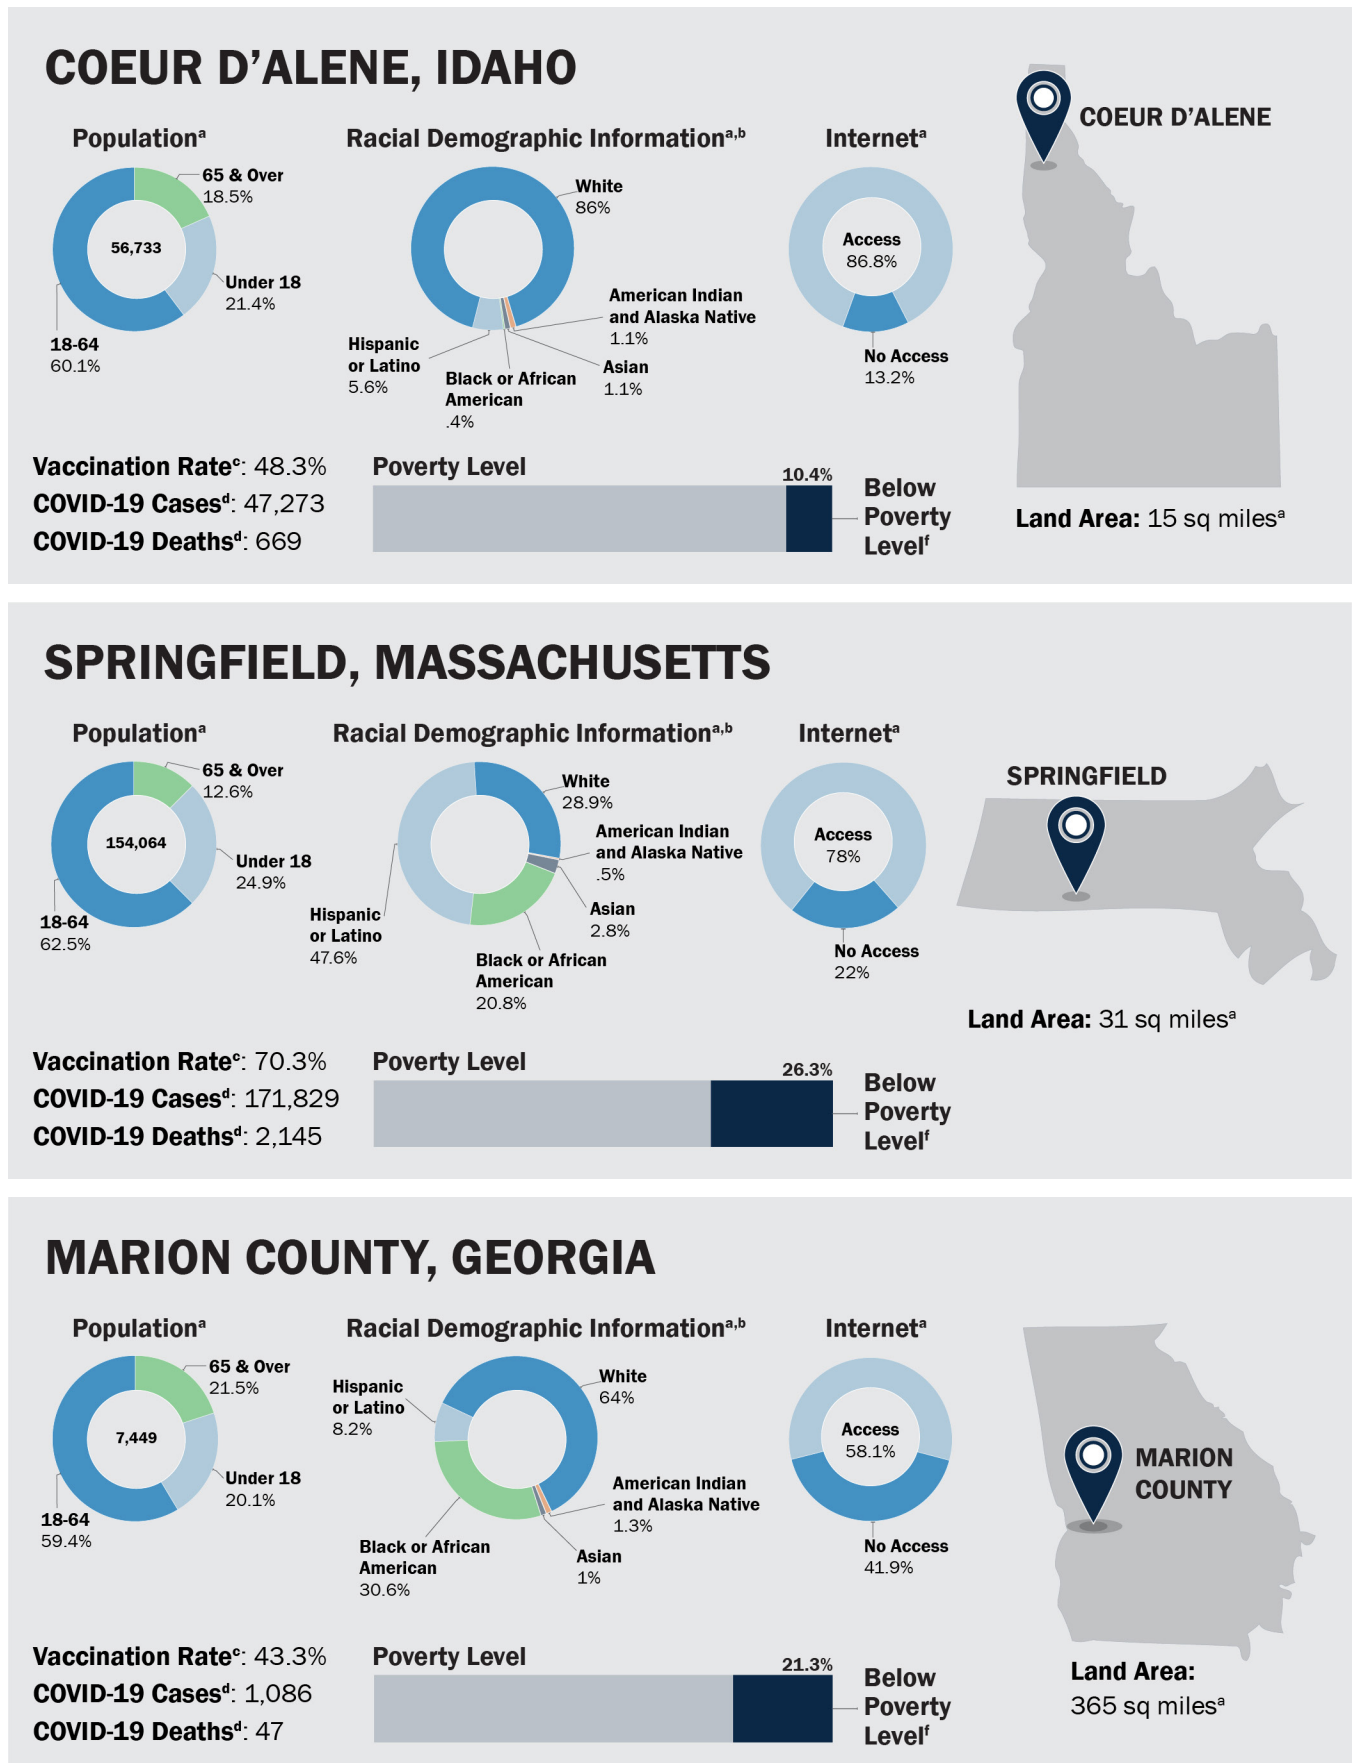 COEUR D’ALENE, IDAHO
Populationᵃ
65 & Over
18.5%
56,733
Under 18
21.4%
18-64
60.1%
Racial Demographic Informationᵃ,ᵇ
White
86%
American Indian
and Alaska Native
1.1%
Asian
1.1%
Black or African
American
.4%
Hispanic
or Latino
5.6%
Internetᵃ
Access
86.8%
No Access
13.2%
COEUR D’ALENE
Land Area: 15 sq milesᵃ
Vaccination Rateᶜ: 48.3%
COVID-19 Casesᵈ: 47,273
COVID-19 Deathsᵈ: 669
Poverty Level
10.4%
Below
Poverty
Levelᶠ
SPRINGFIELD, MASSACHUSETTS
Populationᵃ
65 & Over
12.6%
154,064
Under 18
24.9%
18-64
62.5%
Racial Demographic Informationᵃ,ᵇ
White
28.9%
American Indian
and Alaska Native
.5%
Asian
2.8%
Black or African
American
20.8%
Hispanic
or Latino
47.6%
Internetᵃ
Access
78%
No Access
22%
SPRINGFIELD
Land Area: 31 sq milesᵃ
Vaccination Rateᶜ: 70.3%
COVID-19 Casesᵈ: 171,829
COVID-19 Deathsᵈ: 2,145
Poverty Level
26.3%
Below
Poverty
Levelᶠ
MARION COUNTY, GEORGIA
Populationᵃ
65 & Over
21.5%
7,449
Under 18
20.1%
18-64
59.4%
Racial Demographic Informationᵃ,ᵇ
Hispanic
or Latino
8.2%
White
64%
American Indian
and Alaska Native
1.3%
Asian
1%
Black or African
American
30.6%
Internetᵃ
Access
58.1%
No Access
41.9%
MARION
COUNTY
Land Area:
365 sq milesᵃ
Vaccination Rateᶜ: 43.3%
COVID-19 Casesᵈ: 1,086
COVID-19 Deathsᵈ: 47
Poverty Level
21.3%
Below
Poverty
Levelᶠ